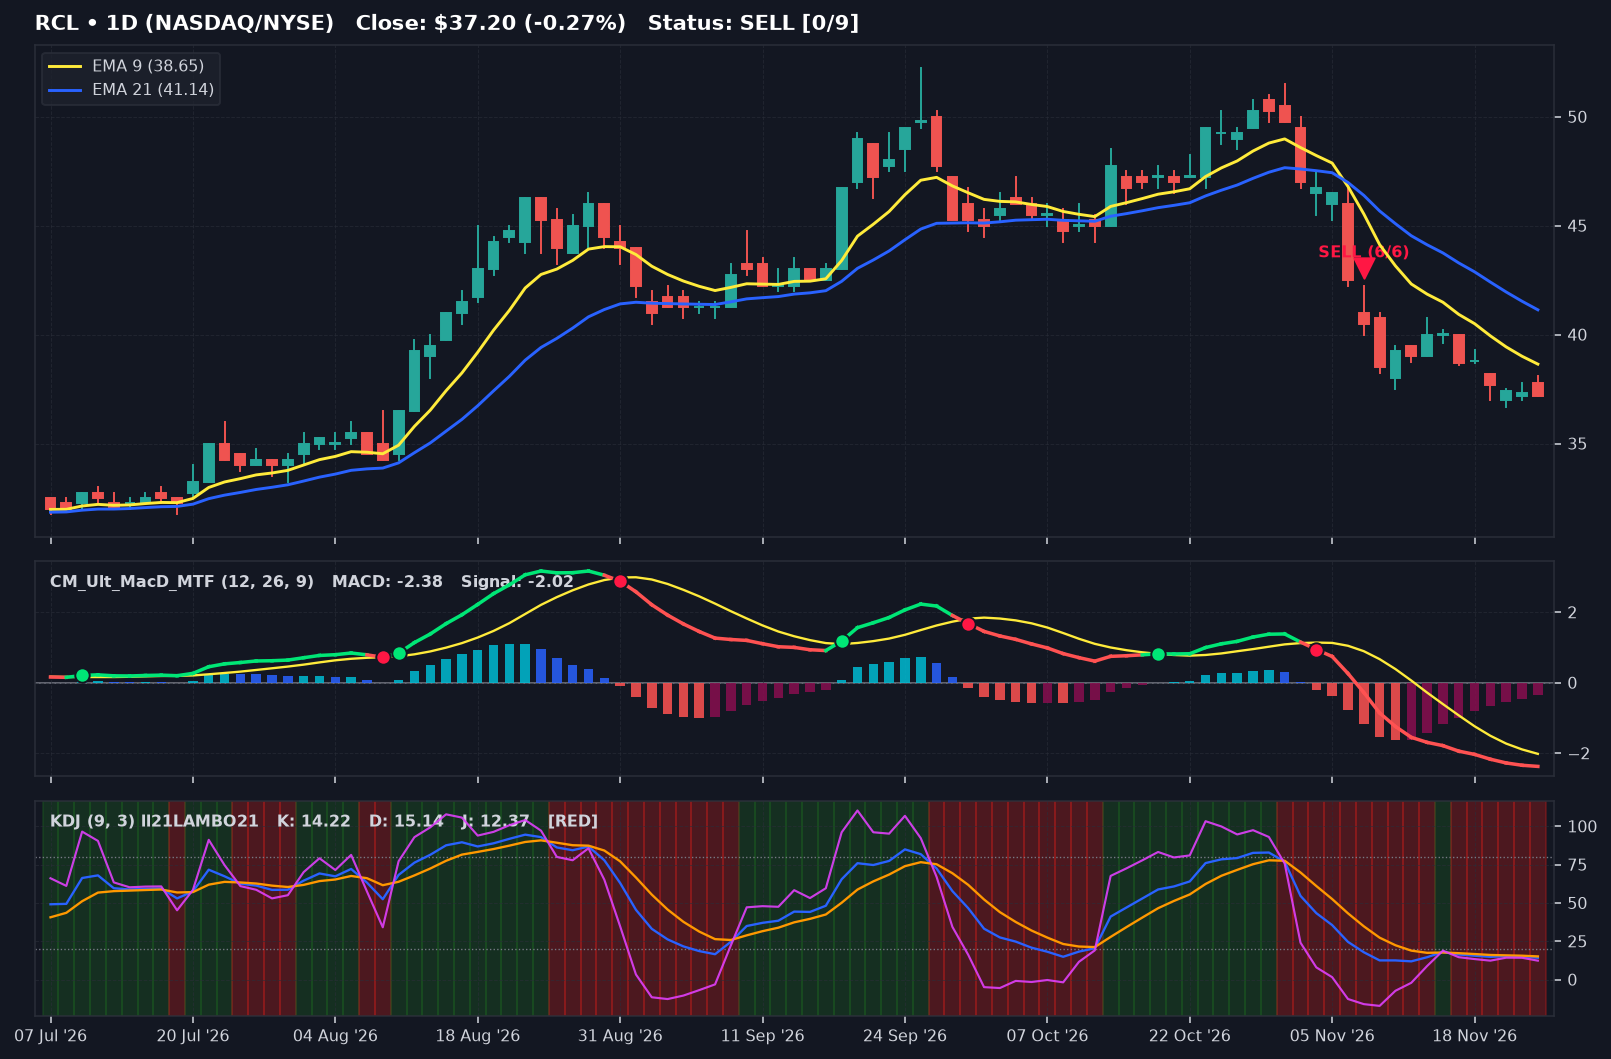 RCL • 1D (NASDAQ/NYSE)   Close: $37.20 (-0.27%)   Status: SELL [0/9]
EMA 9 (38.65)
EMA 21 (41.14)
50
45
40
35
SELL (6/6)
CM_Ult_MacD_MTF (12, 26, 9)   MACD: -2.38   Signal: -2.02
2
0
−2
KDJ (9, 3) II21LAMBO21   K: 14.22   D: 15.14   J: 12.37   [RED]
100
75
50
25
0
07 Jul '26
20 Jul '26
04 Aug '26
18 Aug '26
31 Aug '26
11 Sep '26
24 Sep '26
07 Oct '26
22 Oct '26
05 Nov '26
18 Nov '26